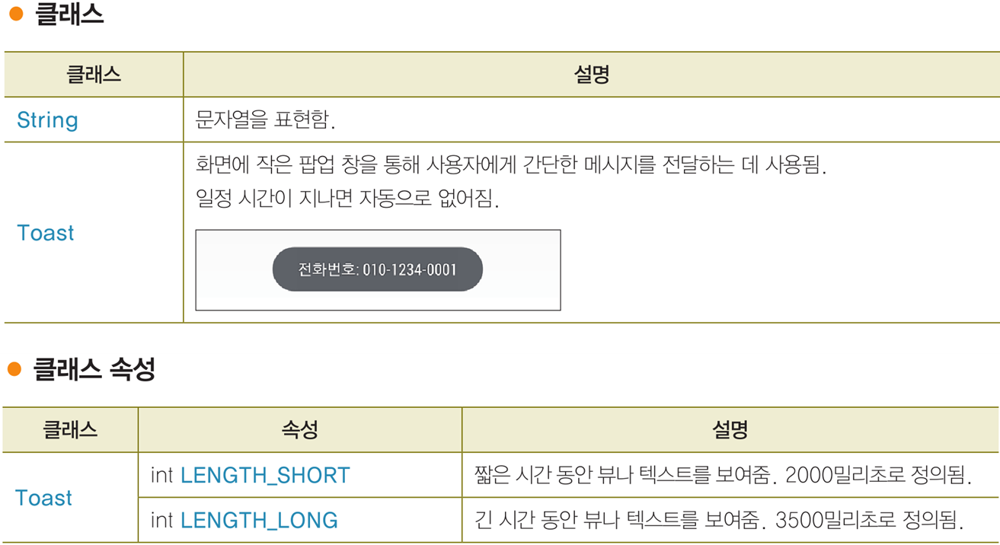 클래스
클래스 설명
String 문자열을 표현함.
화면에 작은 팝업 창을 통해 사용자에게 간단한 메시지를 전달하는 데 사용됨.
일정 시간이 지나면 자동으로 없어짐.
Toast
전화번호: 010-1234-0001
클래스 속성
클래스 속성 설명
Toast
int LENGTH_SHORT 짧은 시간 동안 뷰나 텍스트를 보여줌. 2000밀리초로 정의됨.
int LENGTH_LONG 긴 시간 동안 뷰나 텍스트를 보여줌. 3500밀리초로 정의됨.